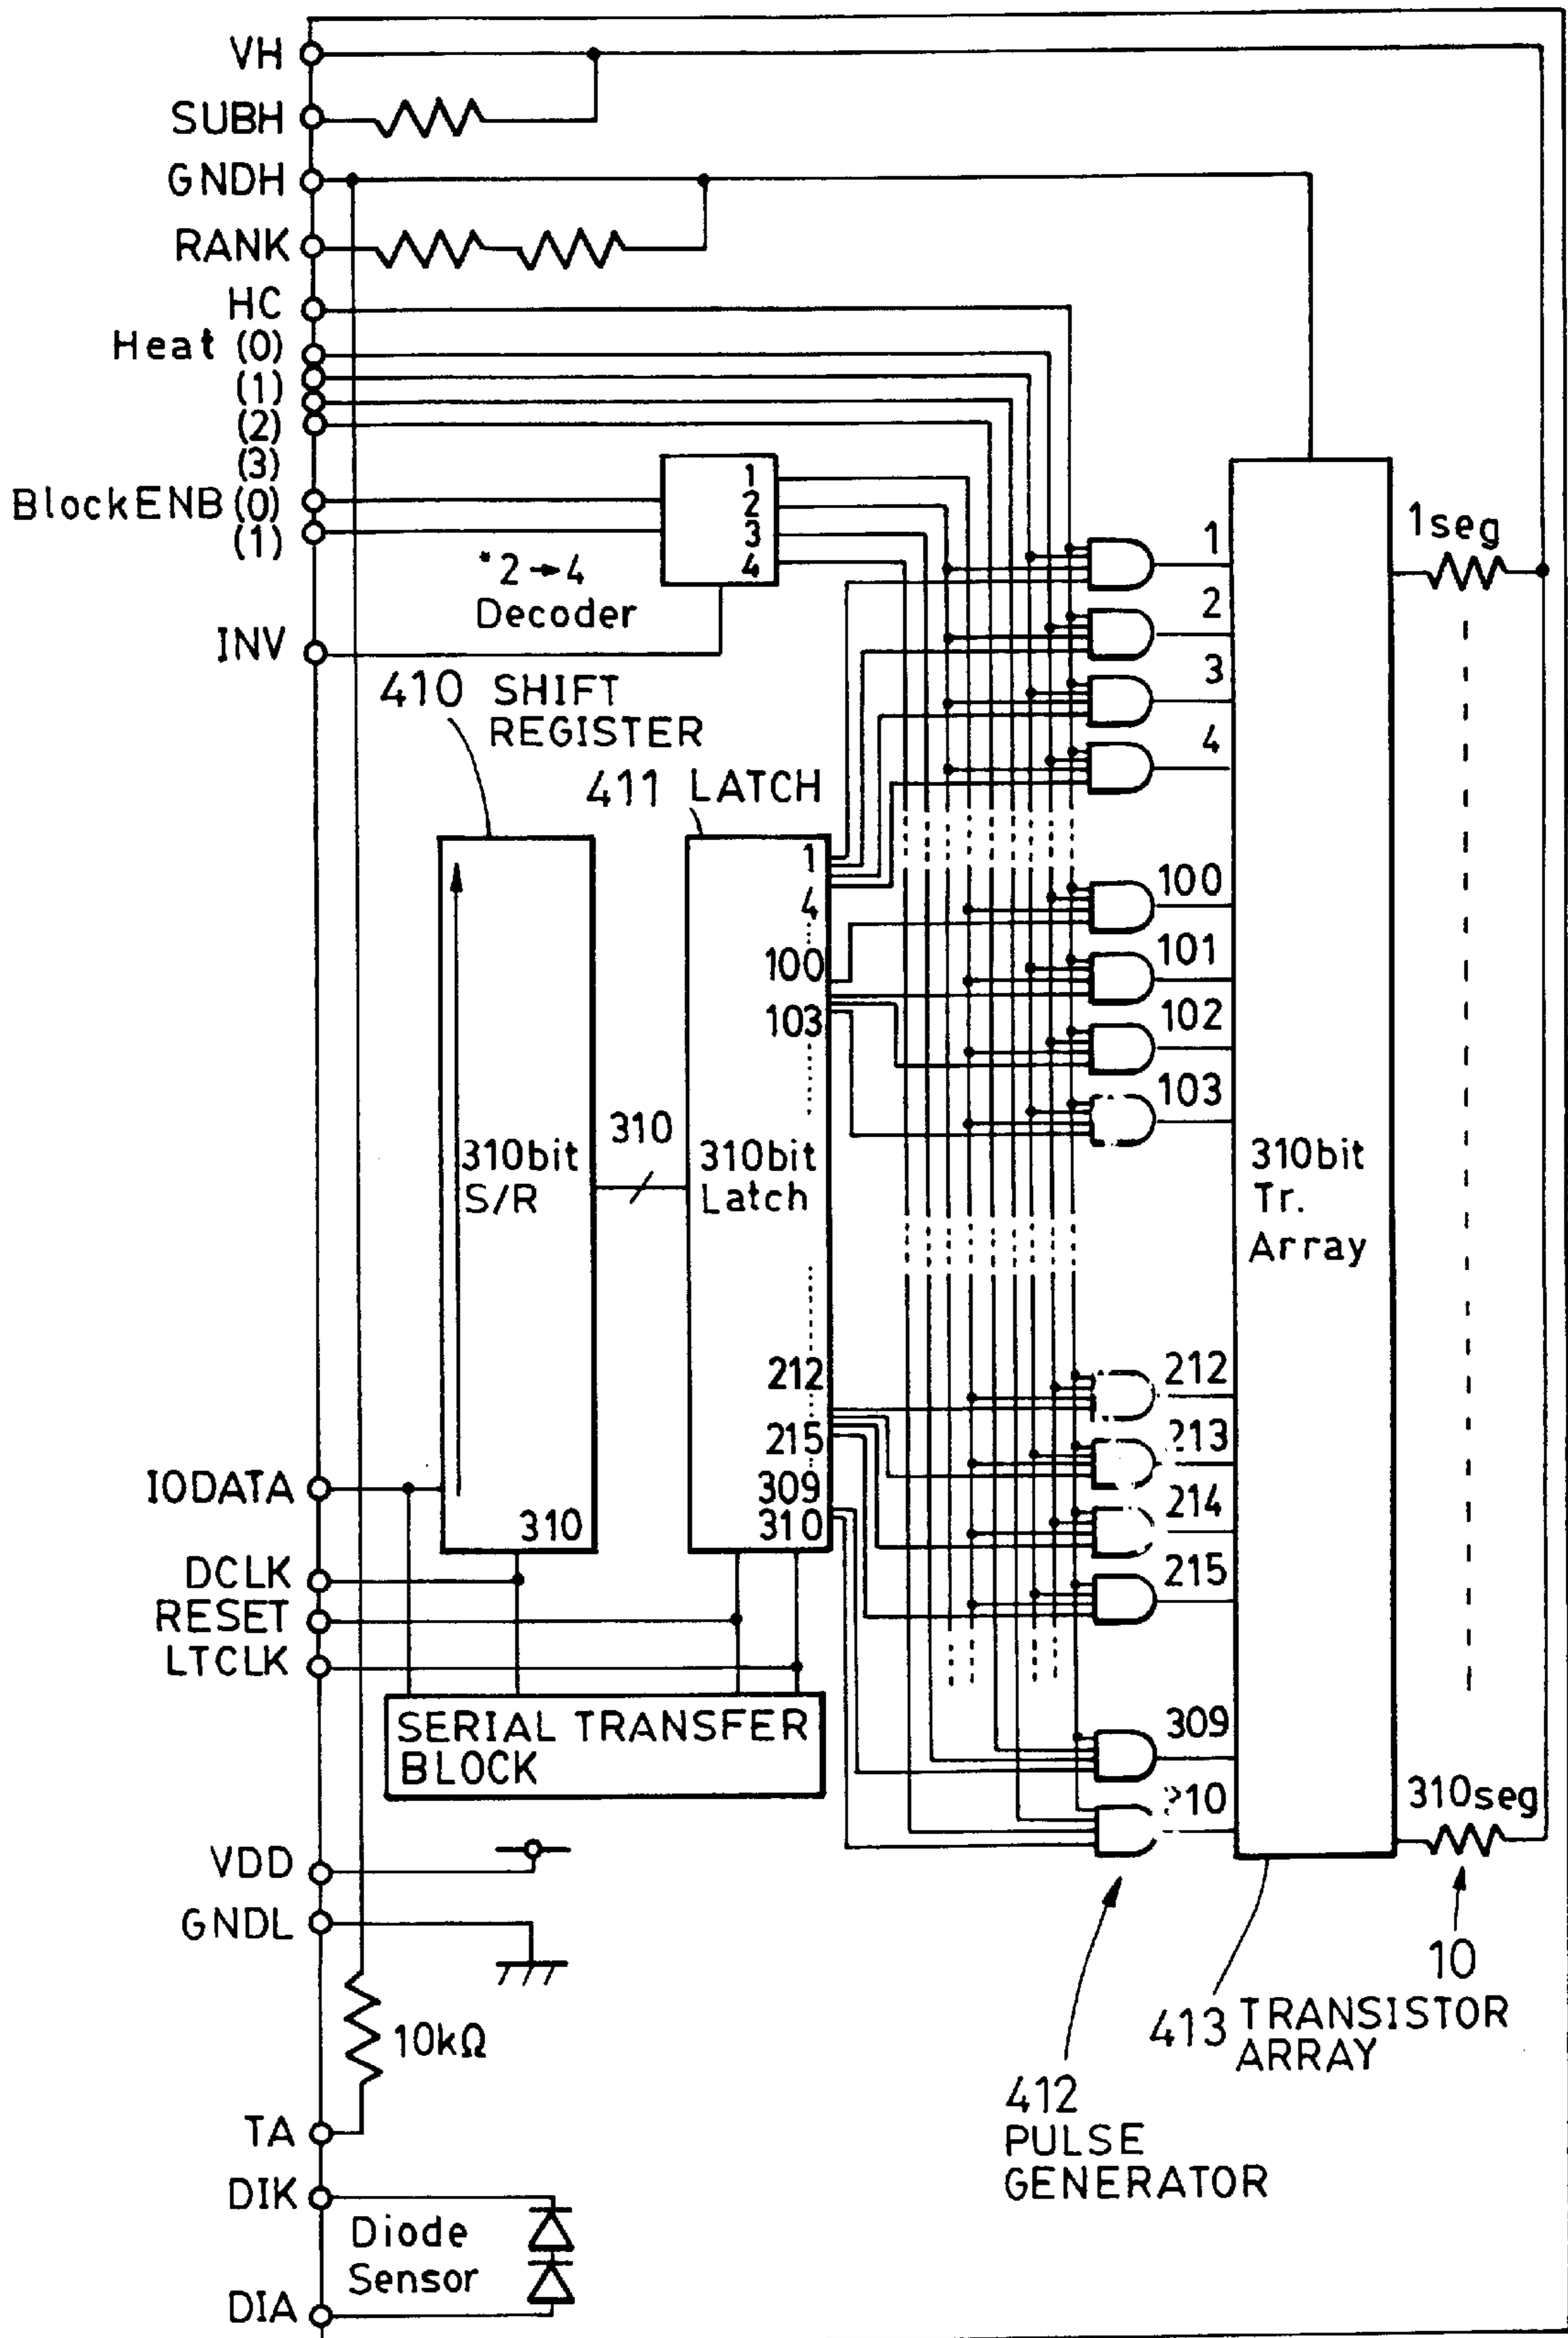 VH
SUBH
GNDH
RANK
HC
Heat (0)
(1)
(2)
(3)
BlockENB (0)
(1)
1
2
3
4
*2→4
Decoder
INV
410 SHIFT
REGISTER
411 LATCH
1
2
3
4
1seg
1
4
100
103
100
101
102
103
310bit
S/R
310
310bit
Latch
310bit
Tr.
Array
212
215
309
310
212
213
214
215
IODATA
310
DCLK
RESET
LTCLK
SERIAL TRANSFER
BLOCK
309
310
310seg
VDD
GNDL
10
413 TRANSISTOR
ARRAY
10kΩ
412
PULSE
GENERATOR
TA
DIK
Diode
Sensor
DIA